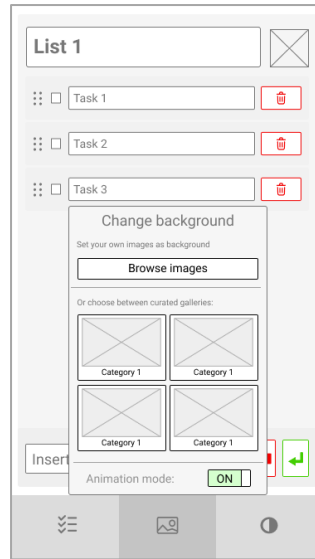 List 1
Task 1
Task 2
Task 3
Change background
Set your own images as background
Browse images
Or choose between curated galleries:
Category 1 Category 1
Category 1 Category 1
Insert
Animation mode: ON